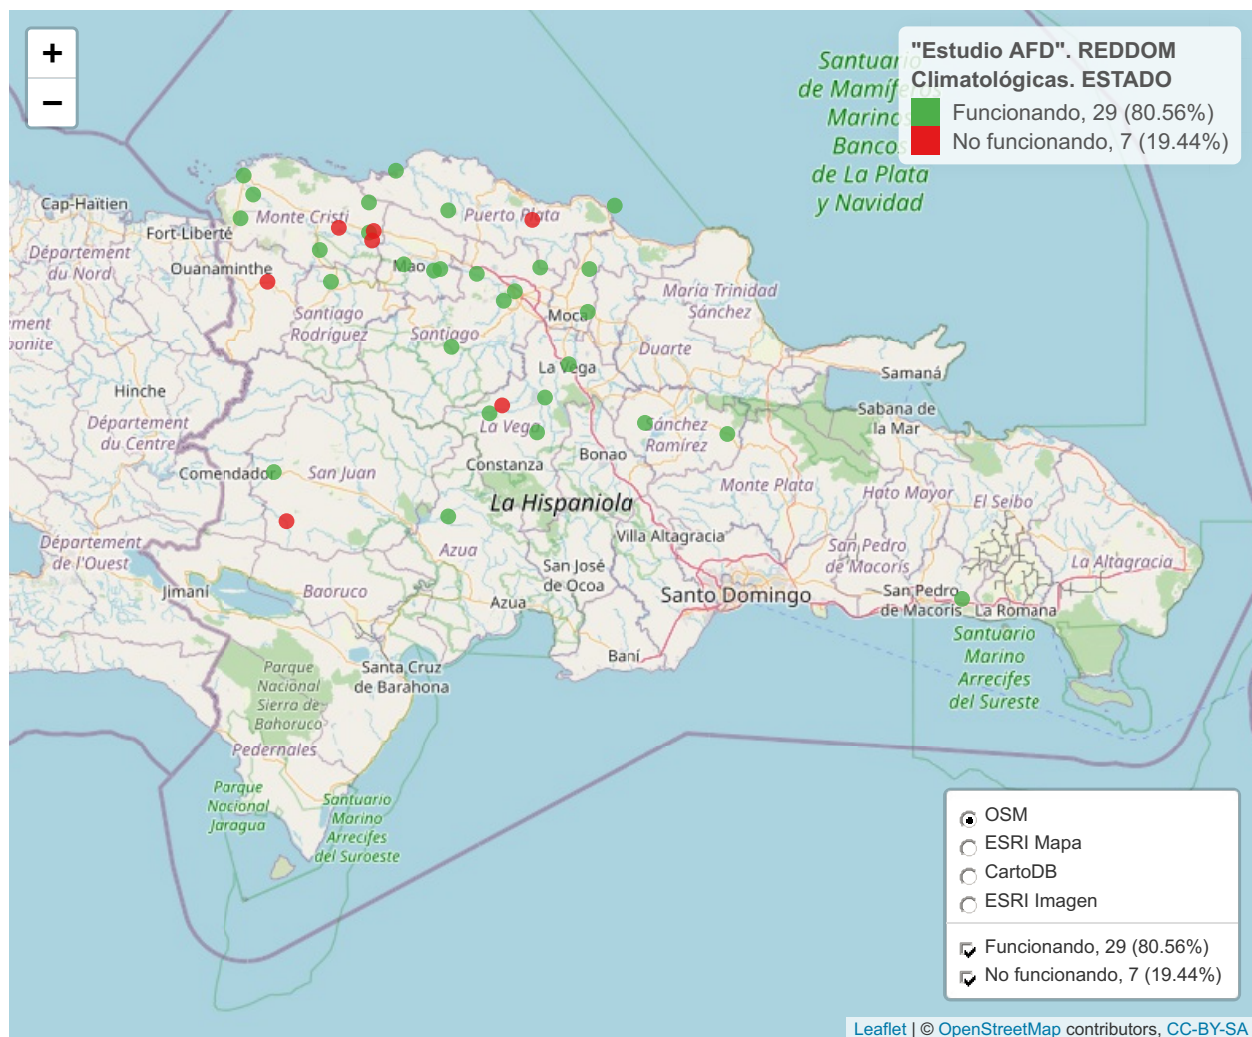 +
−
"Estudio AFD". REDDOM
Climatológicas. ESTADO
Funcionando, 29 (80.56%)
No funcionando, 7 (19.44%)
Santuario
de Mamíferos
Marinos
Bancos
de La Plata
y Navidad
Cap-Haïtien
Fort-Liberté
Monte Cristi
Puerto Plata
Département
du Nord
Ouanaminthe
Mao
María Trinidad
Sánchez
Santiago
Rodríguez
Santiago
Moca
Duarte
La Vega
Samaná
Hinche
Département
du Centre
Sabana de
la Mar
La Vega
Sánchez
Ramírez
Comendador
San Juan
Constanza
Bonao
Monte Plata
Hato Mayor
El Seibo
La Hispaniola
Villa Altagracia
Département
de l'Ouest
Azua
San Pedro
de Macorís
La Altagracia
Jimaní
Baoruco
San José
de Ocoa
Azua
Santo Domingo
San Pedro
de Macorís
La Romana
Santuario
Marino
Arrecifes
del Sureste
Baní
Parque
Nacional
Sierra de
Bahoruco
Santa Cruz
de Barahona
Pedernales
Parque
Nacional
Jaragua
Santuario
Marino
Arrecifes
del Suroeste
OSM
ESRI Mapa
CartoDB
ESRI Imagen
Funcionando, 29 (80.56%)
No funcionando, 7 (19.44%)
Leaflet | © OpenStreetMap contributors, CC-BY-SA